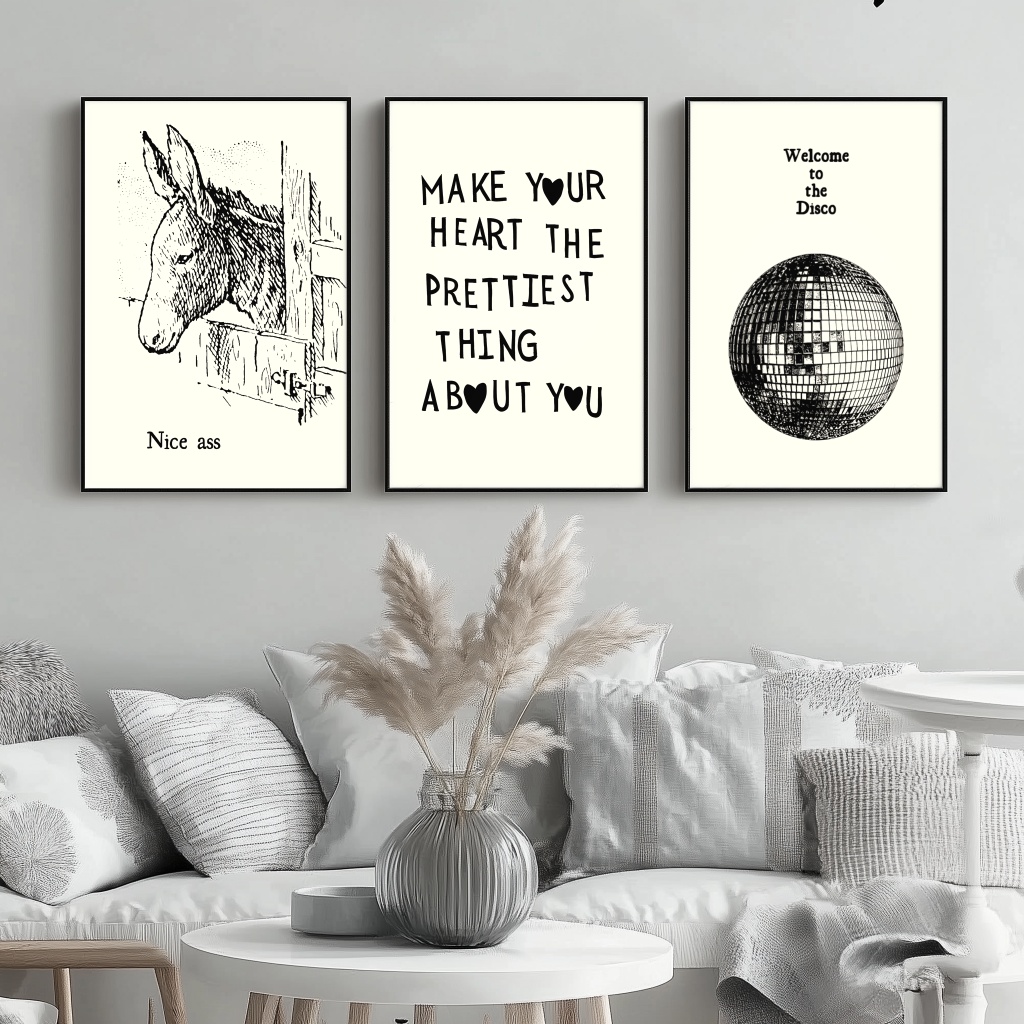 Nice ass
MAKE YOUR
HEART THE
PRETTIEST
THING
ABOUT YOU
Welcome
to
the
Disco